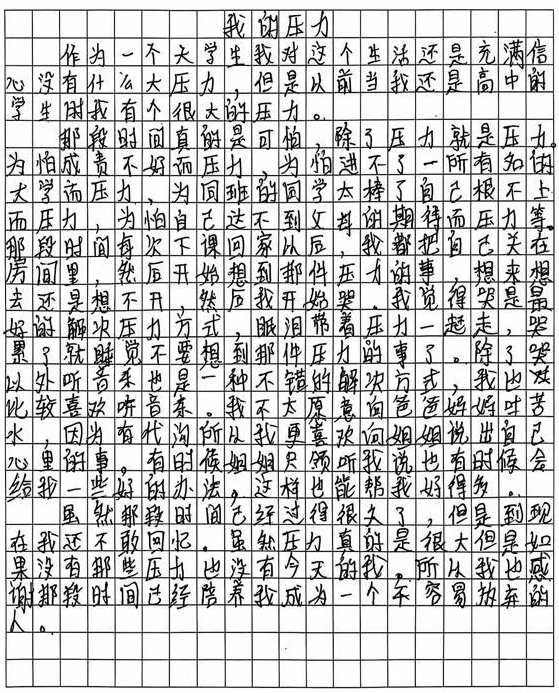 我的压力
作为一个大学生我对这个生活还是充满信
心没有什么大压力，但是以前当我还是高中的
学生时我有个很大的压力。
那段时间真的是可怕，除了压力就是压力。
为怕成责不好而压力，为怕进不了一所有名的
大学而压力，为同班的同学太棒了自己根不上
而压力，为怕自己达不到父母的期待而压力等。
那段时间每次下课回家以后，我都把自己关在
房间里，然后开始想到那件压力的事，想来想
去还是想不开，然后我开始哭。我觉得哭是最
好的解决压力方式，眼泪带着压力一起走，哭
累了就睡觉不要想到那件压力的事了。除了哭
以外听音乐也是一种不错的解决方式，我也
比较喜欢听音乐。我不太愿意向爸爸妈妈吐苦
水，因为有代沟所以我更喜欢向姐姐说出自己
心里的事。有的时候姐姐只倾听我说也有时候会
给我一些好的办法。这样也能帮我好得多。
虽然那段时间已经过得很久了，但是到现
在我还不敢回忆。虽然压力真的是很大但是如
果没有那些压力也没有今天的我。所以我也感
谢那段时间已经陪养我成为一个不容易放弃的
人。